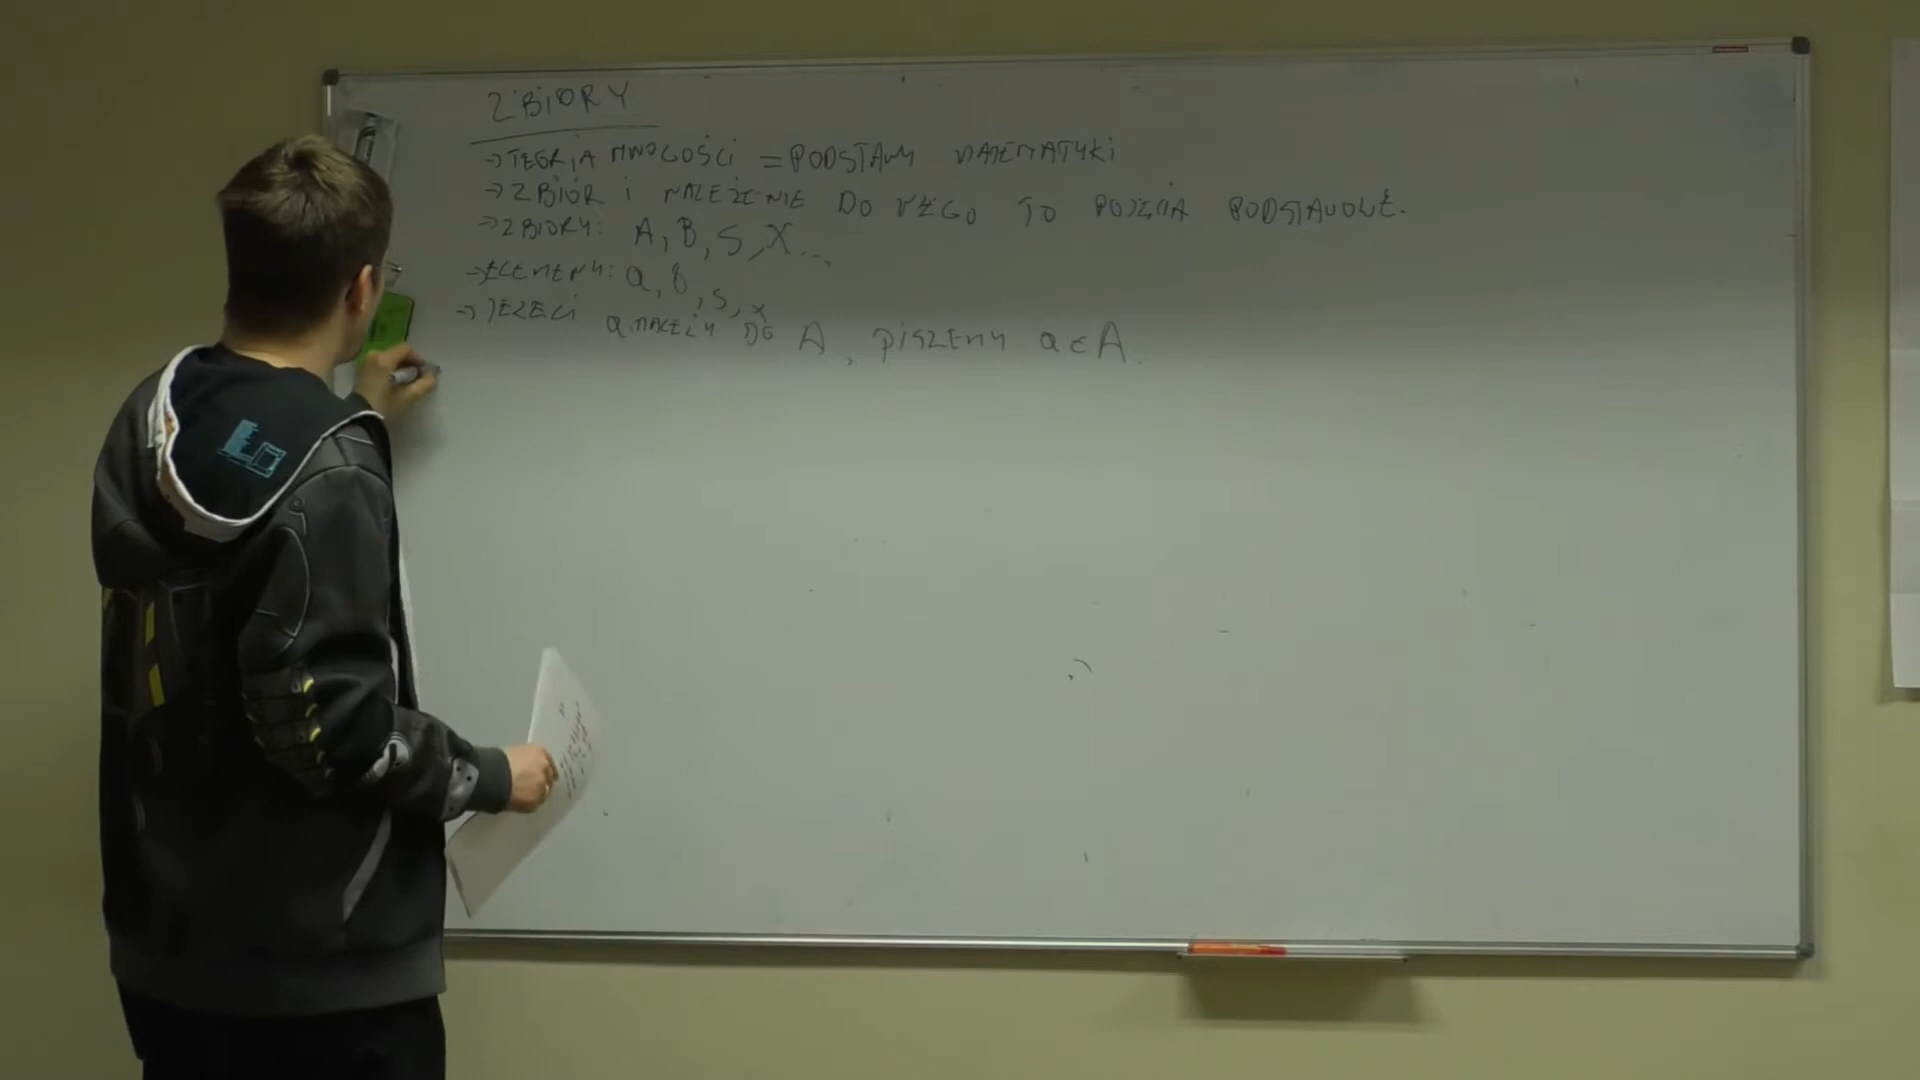 ZBIORY
→ TEORIA MNOGOŚCI = PODSTAWY MATEMATYKI
→ ZBIÓR I NALEŻENIE DO NIEGO TO POJĘCIA PODSTAWOWE.
→ ZBIORY: A, B, S, X...
→ ELEMENTY: a, b, s, x
→ JEŻELI a NALEŻY DO A, PISZEMY a ∈ A.